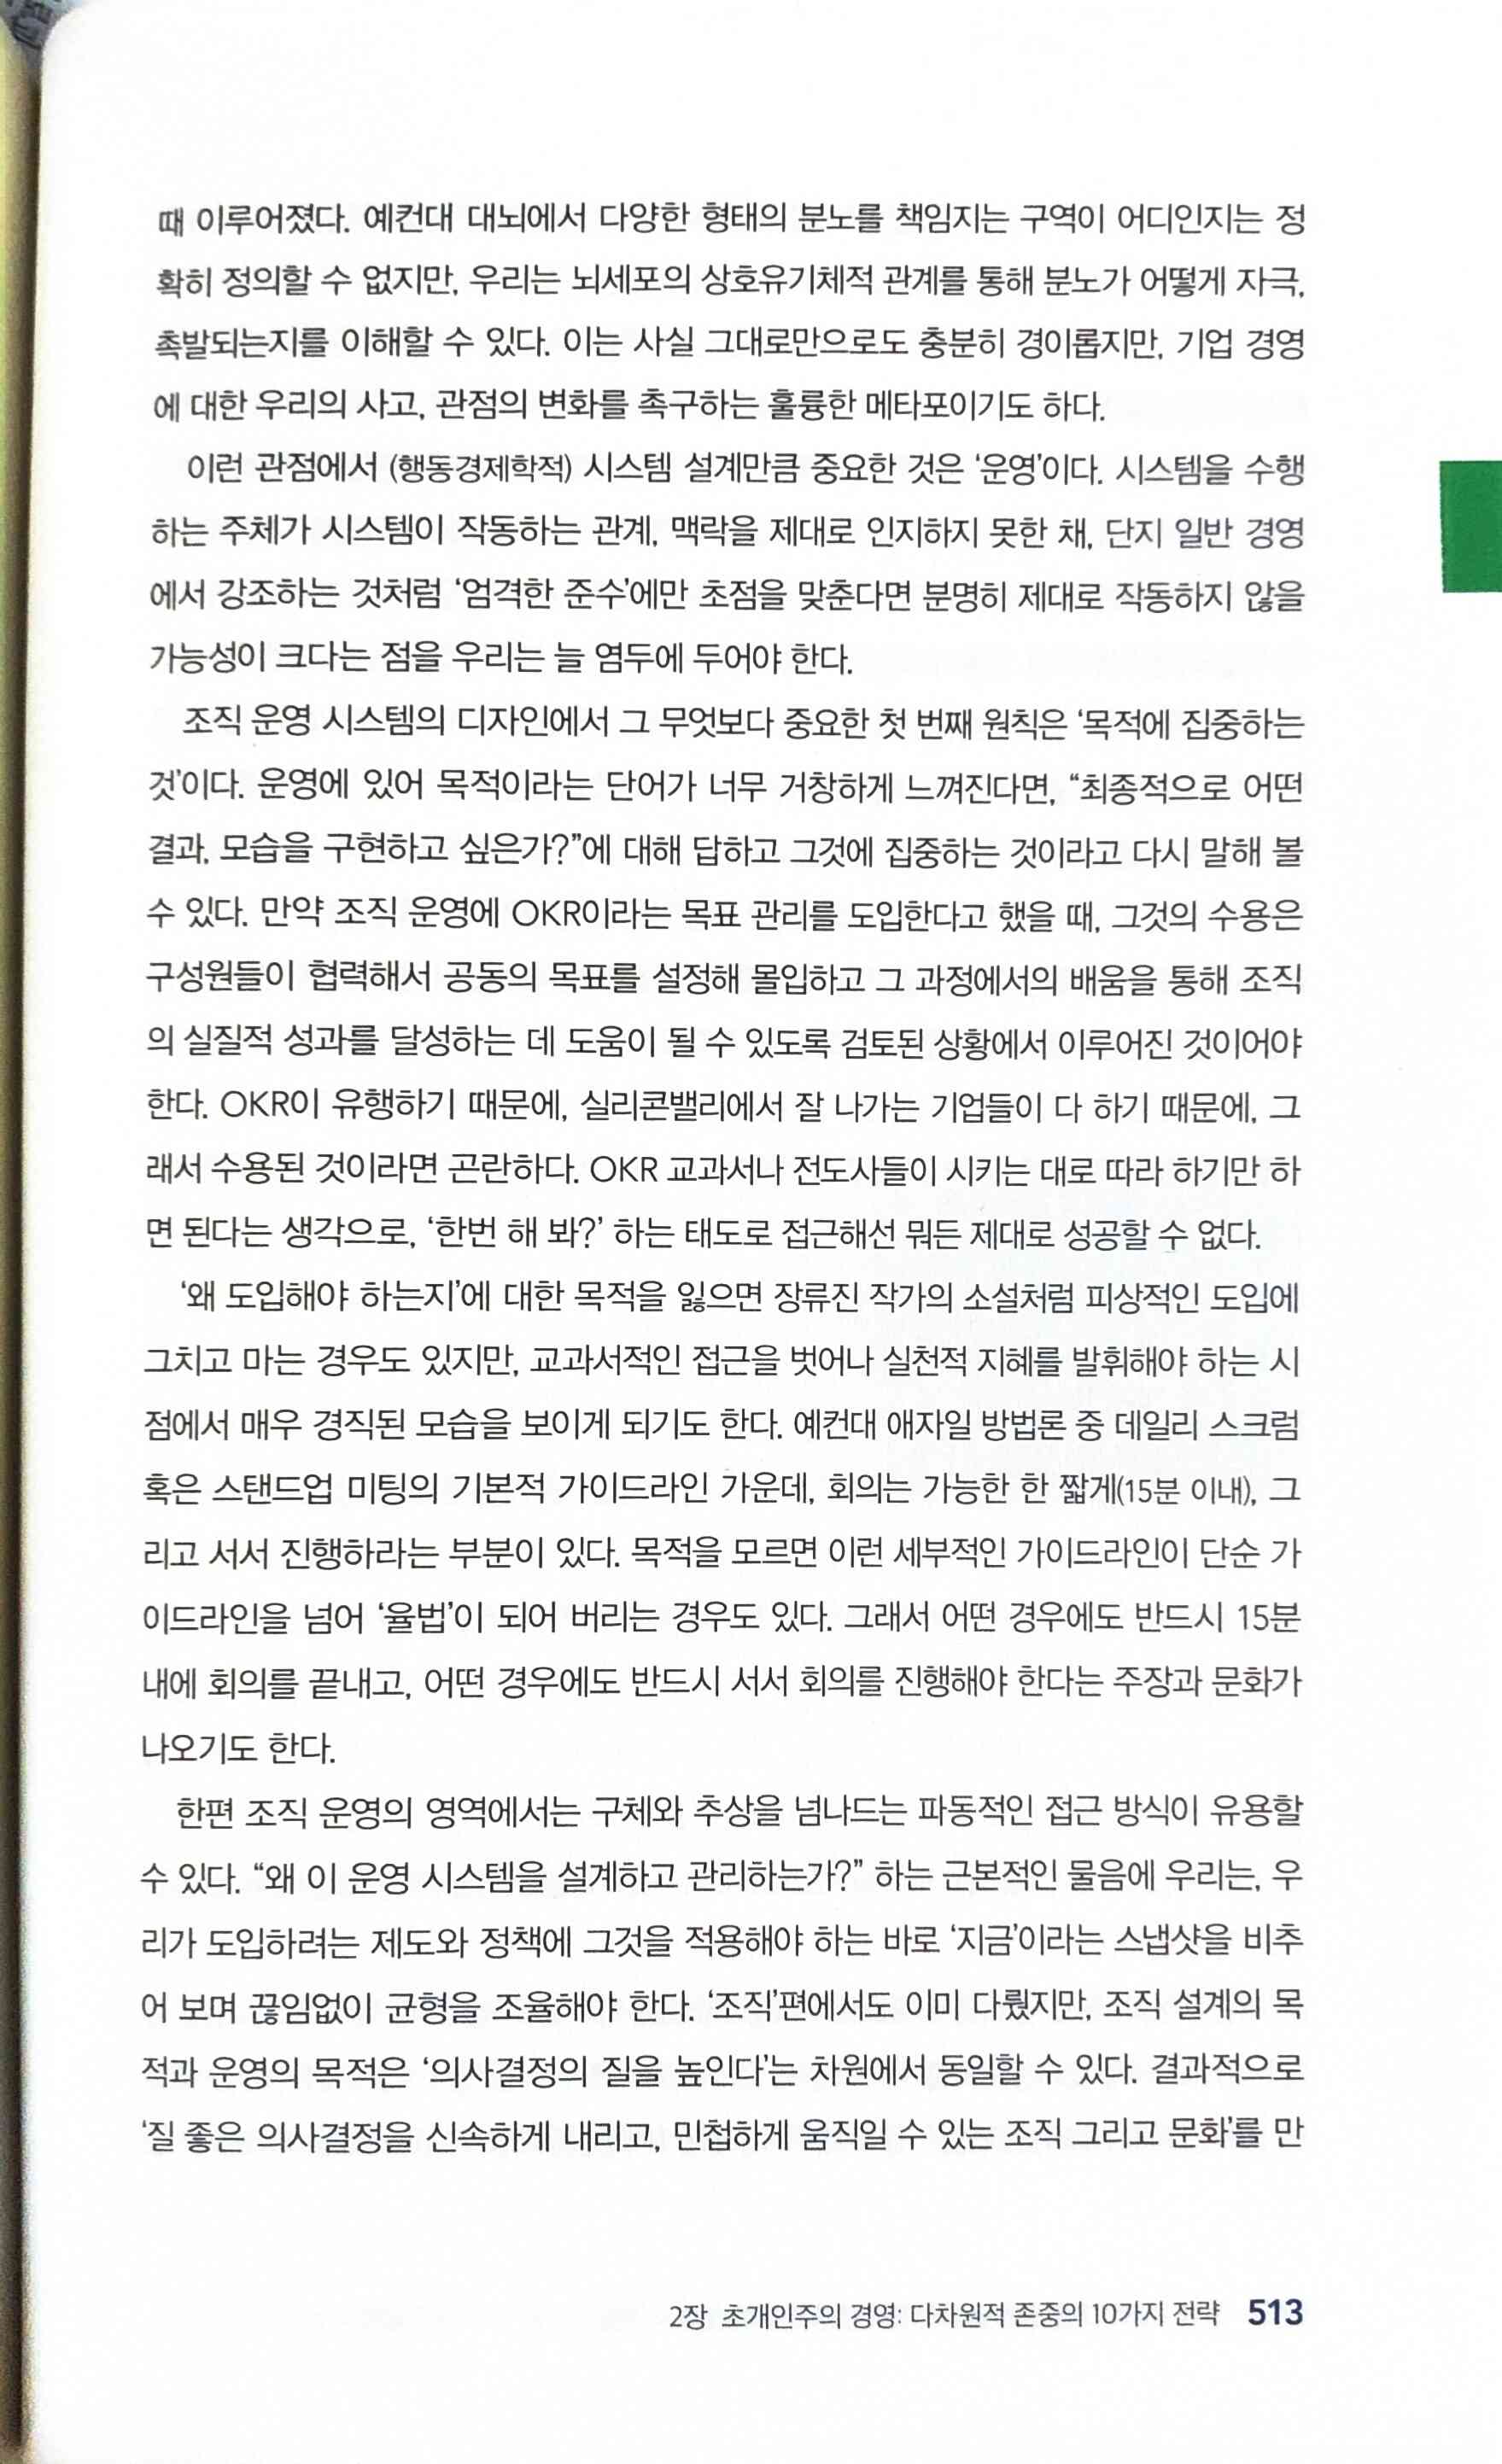 때 이루어졌다. 예컨대 대뇌에서 다양한 형태의 분노를 책임지는 구역이 어디인지는 정
확히 정의할 수 없지만, 우리는 뇌세포의 상호유기체적 관계를 통해 분노가 어떻게 자극,
촉발되는지를 이해할 수 있다. 이는 사실 그대로만으로도 충분히 경이롭지만, 기업 경영
에 대한 우리의 사고, 관점의 변화를 촉구하는 훌륭한 메타포이기도 하다.
이런 관점에서 (행동경제학적) 시스템 설계만큼 중요한 것은 ‘운영’이다. 시스템을 수행
하는 주체가 시스템이 작동하는 관계, 맥락을 제대로 인지하지 못한 채, 단지 일반 경영
에서 강조하는 것처럼 ‘엄격한 준수’에만 초점을 맞춘다면 분명히 제대로 작동하지 않을
가능성이 크다는 점을 우리는 늘 염두에 두어야 한다.
조직 운영 시스템의 디자인에서 그 무엇보다 중요한 첫 번째 원칙은 ‘목적에 집중하는
것’이다. 운영에 있어 목적이라는 단어가 너무 거창하게 느껴진다면, “최종적으로 어떤
결과, 모습을 구현하고 싶은가?”에 대해 답하고 그것에 집중하는 것이라고 다시 말해 볼
수 있다. 만약 조직 운영에 OKR이라는 목표 관리를 도입한다고 했을 때, 그것의 수용은
구성원들이 협력해서 공동의 목표를 설정해 몰입하고 그 과정에서의 배움을 통해 조직
의 실질적 성과를 달성하는 데 도움이 될 수 있도록 검토된 상황에서 이루어진 것이어야
한다. OKR이 유행하기 때문에, 실리콘밸리에서 잘 나가는 기업들이 다 하기 때문에, 그
래서 수용된 것이라면 곤란하다. OKR 교과서나 전도사들이 시키는 대로 따라 하기만 하
면 된다는 생각으로, ‘한번 해 봐?’ 하는 태도로 접근해선 뭐든 제대로 성공할 수 없다.
‘왜 도입해야 하는지’에 대한 목적을 잃으면 장류진 작가의 소설처럼 피상적인 도입에
그치고 마는 경우도 있지만, 교과서적인 접근을 벗어나 실천적 지혜를 발휘해야 하는 시
점에서 매우 경직된 모습을 보이게 되기도 한다. 예컨대 애자일 방법론 중 데일리 스크럼
혹은 스탠드업 미팅의 기본적 가이드라인 가운데, 회의는 가능한 한 짧게(15분 이내), 그
리고 서서 진행하라는 부분이 있다. 목적을 모르면 이런 세부적인 가이드라인이 단순 가
이드라인을 넘어 ‘율법’이 되어 버리는 경우도 있다. 그래서 어떤 경우에도 반드시 15분
내에 회의를 끝내고, 어떤 경우에도 반드시 서서 회의를 진행해야 한다는 주장과 문화가
나오기도 한다.
한편 조직 운영의 영역에서는 구체와 추상을 넘나드는 파동적인 접근 방식이 유용할
수 있다. “왜 이 운영 시스템을 설계하고 관리하는가?” 하는 근본적인 물음에 우리는, 우
리가 도입하려는 제도와 정책에 그것을 적용해야 하는 바로 ‘지금’이라는 스냅샷을 비추
어 보며 끊임없이 균형을 조율해야 한다. ‘조직’편에서도 이미 다뤘지만, 조직 설계의 목
적과 운영의 목적은 ‘의사결정의 질을 높인다’는 차원에서 동일할 수 있다. 결과적으로
‘질 좋은 의사결정을 신속하게 내리고, 민첩하게 움직일 수 있는 조직 그리고 문화’를 만
2장 초개인주의 경영: 다차원적 존중의 10가지 전략 513